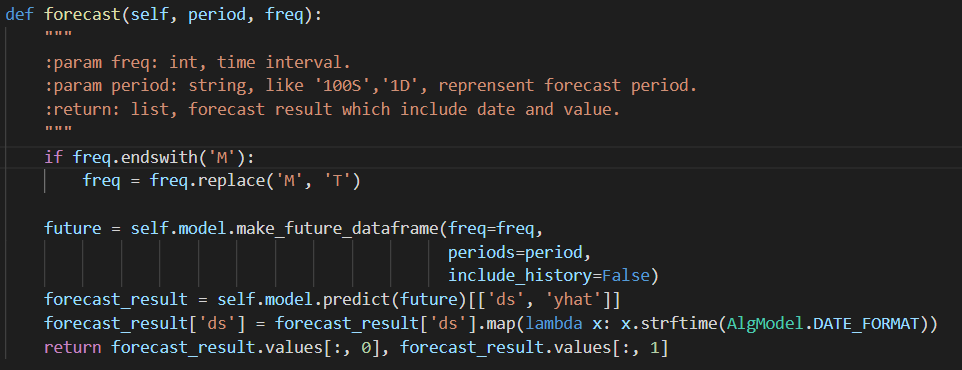 def forecast(self, period, freq):
    """
    :param freq: int, time interval.
    :param period: string, like '100S','1D', reprensent forecast period.
    :return: list, forecast result which include date and value.
    """
    if freq.endswith('M'):
        freq = freq.replace('M', 'T')
    future = self.model.make_future_dataframe(freq=freq,
                                              periods=period,
                                              include_history=False)
    forecast_result = self.model.predict(future)[['ds', 'yhat']]
    forecast_result['ds'] = forecast_result['ds'].map(lambda x: x.strftime(AlgModel.DATE_FORMAT))
    return forecast_result.values[:, 0], forecast_result.values[:, 1]